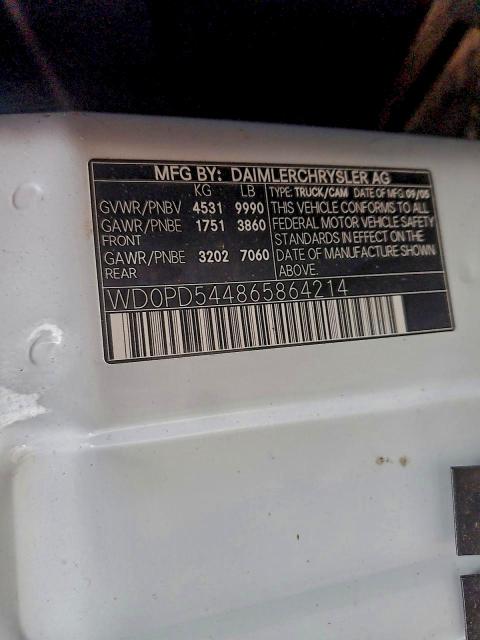 MFG BY: DAIMLERCHRYSLER AG
KG LB
GVWR/PNBV 4531 9990
GAWR/PNBE 1751 3860
FRONT
GAWR/PNBE 3202 7060
REAR
TYPE: TRUCK/CAM DATE OF MFG 09/05
THIS VEHICLE CONFORMS TO ALL
FEDERAL MOTOR VEHICLE SAFETY
STANDARDS IN EFFECT ON THE
DATE OF MANUFACTURE SHOWN
ABOVE.
WD0PD544865864214